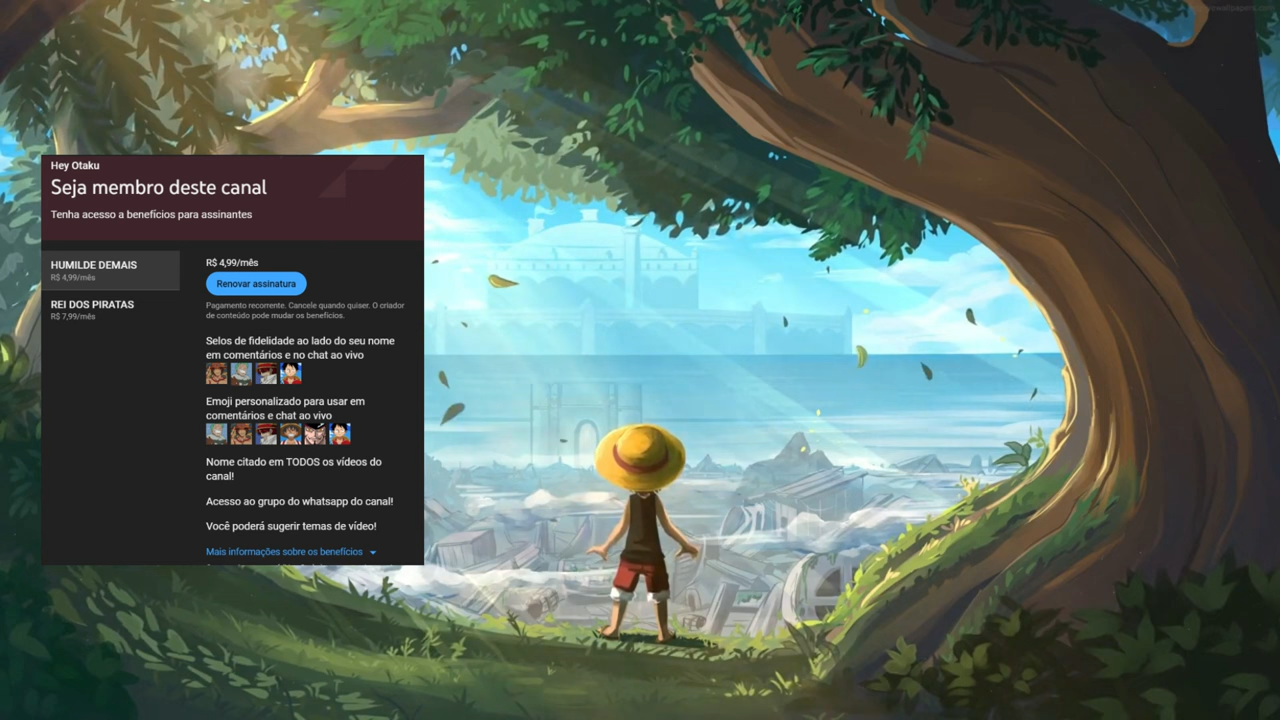 Hey Otaku
Seja membro deste canal
Tenha acesso a benefícios para assinantes
HUMILDE DEMAIS
R$ 4,99/mês
REI DOS PIRATAS
R$ 7,99/mês
R$ 4,99/mês
Renovar assinatura
Pagamento recorrente. Cancele quando quiser. O criador
de conteúdo pode mudar os benefícios.
Selos de fidelidade ao lado do seu nome
em comentários e no chat ao vivo
Emoji personalizado para usar em
comentários e chat ao vivo
Nome citado em TODOS os vídeos do
canal!
Acesso ao grupo do whatsapp do canal!
Você poderá sugerir temas de vídeo!
Mais informações sobre os benefícios